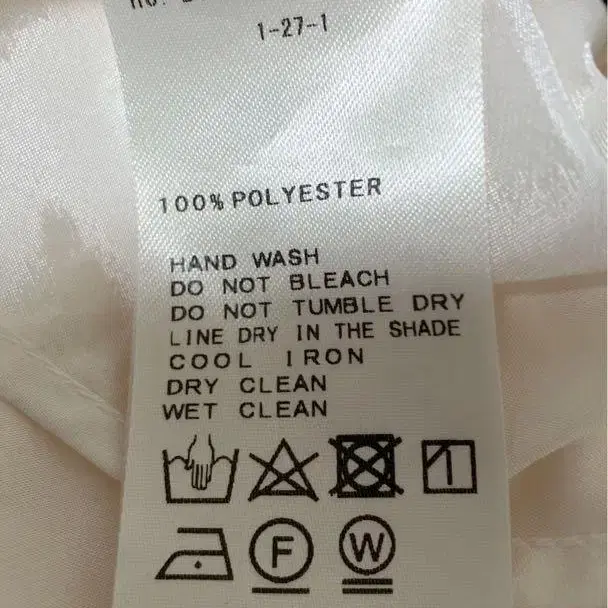 1-27-1
100% POLYESTER
HAND WASH
DO NOT BLEACH
DO NOT TUMBLE DRY
LINE DRY IN THE SHADE
COOL IRON
DRY CLEAN
WET CLEAN
F W